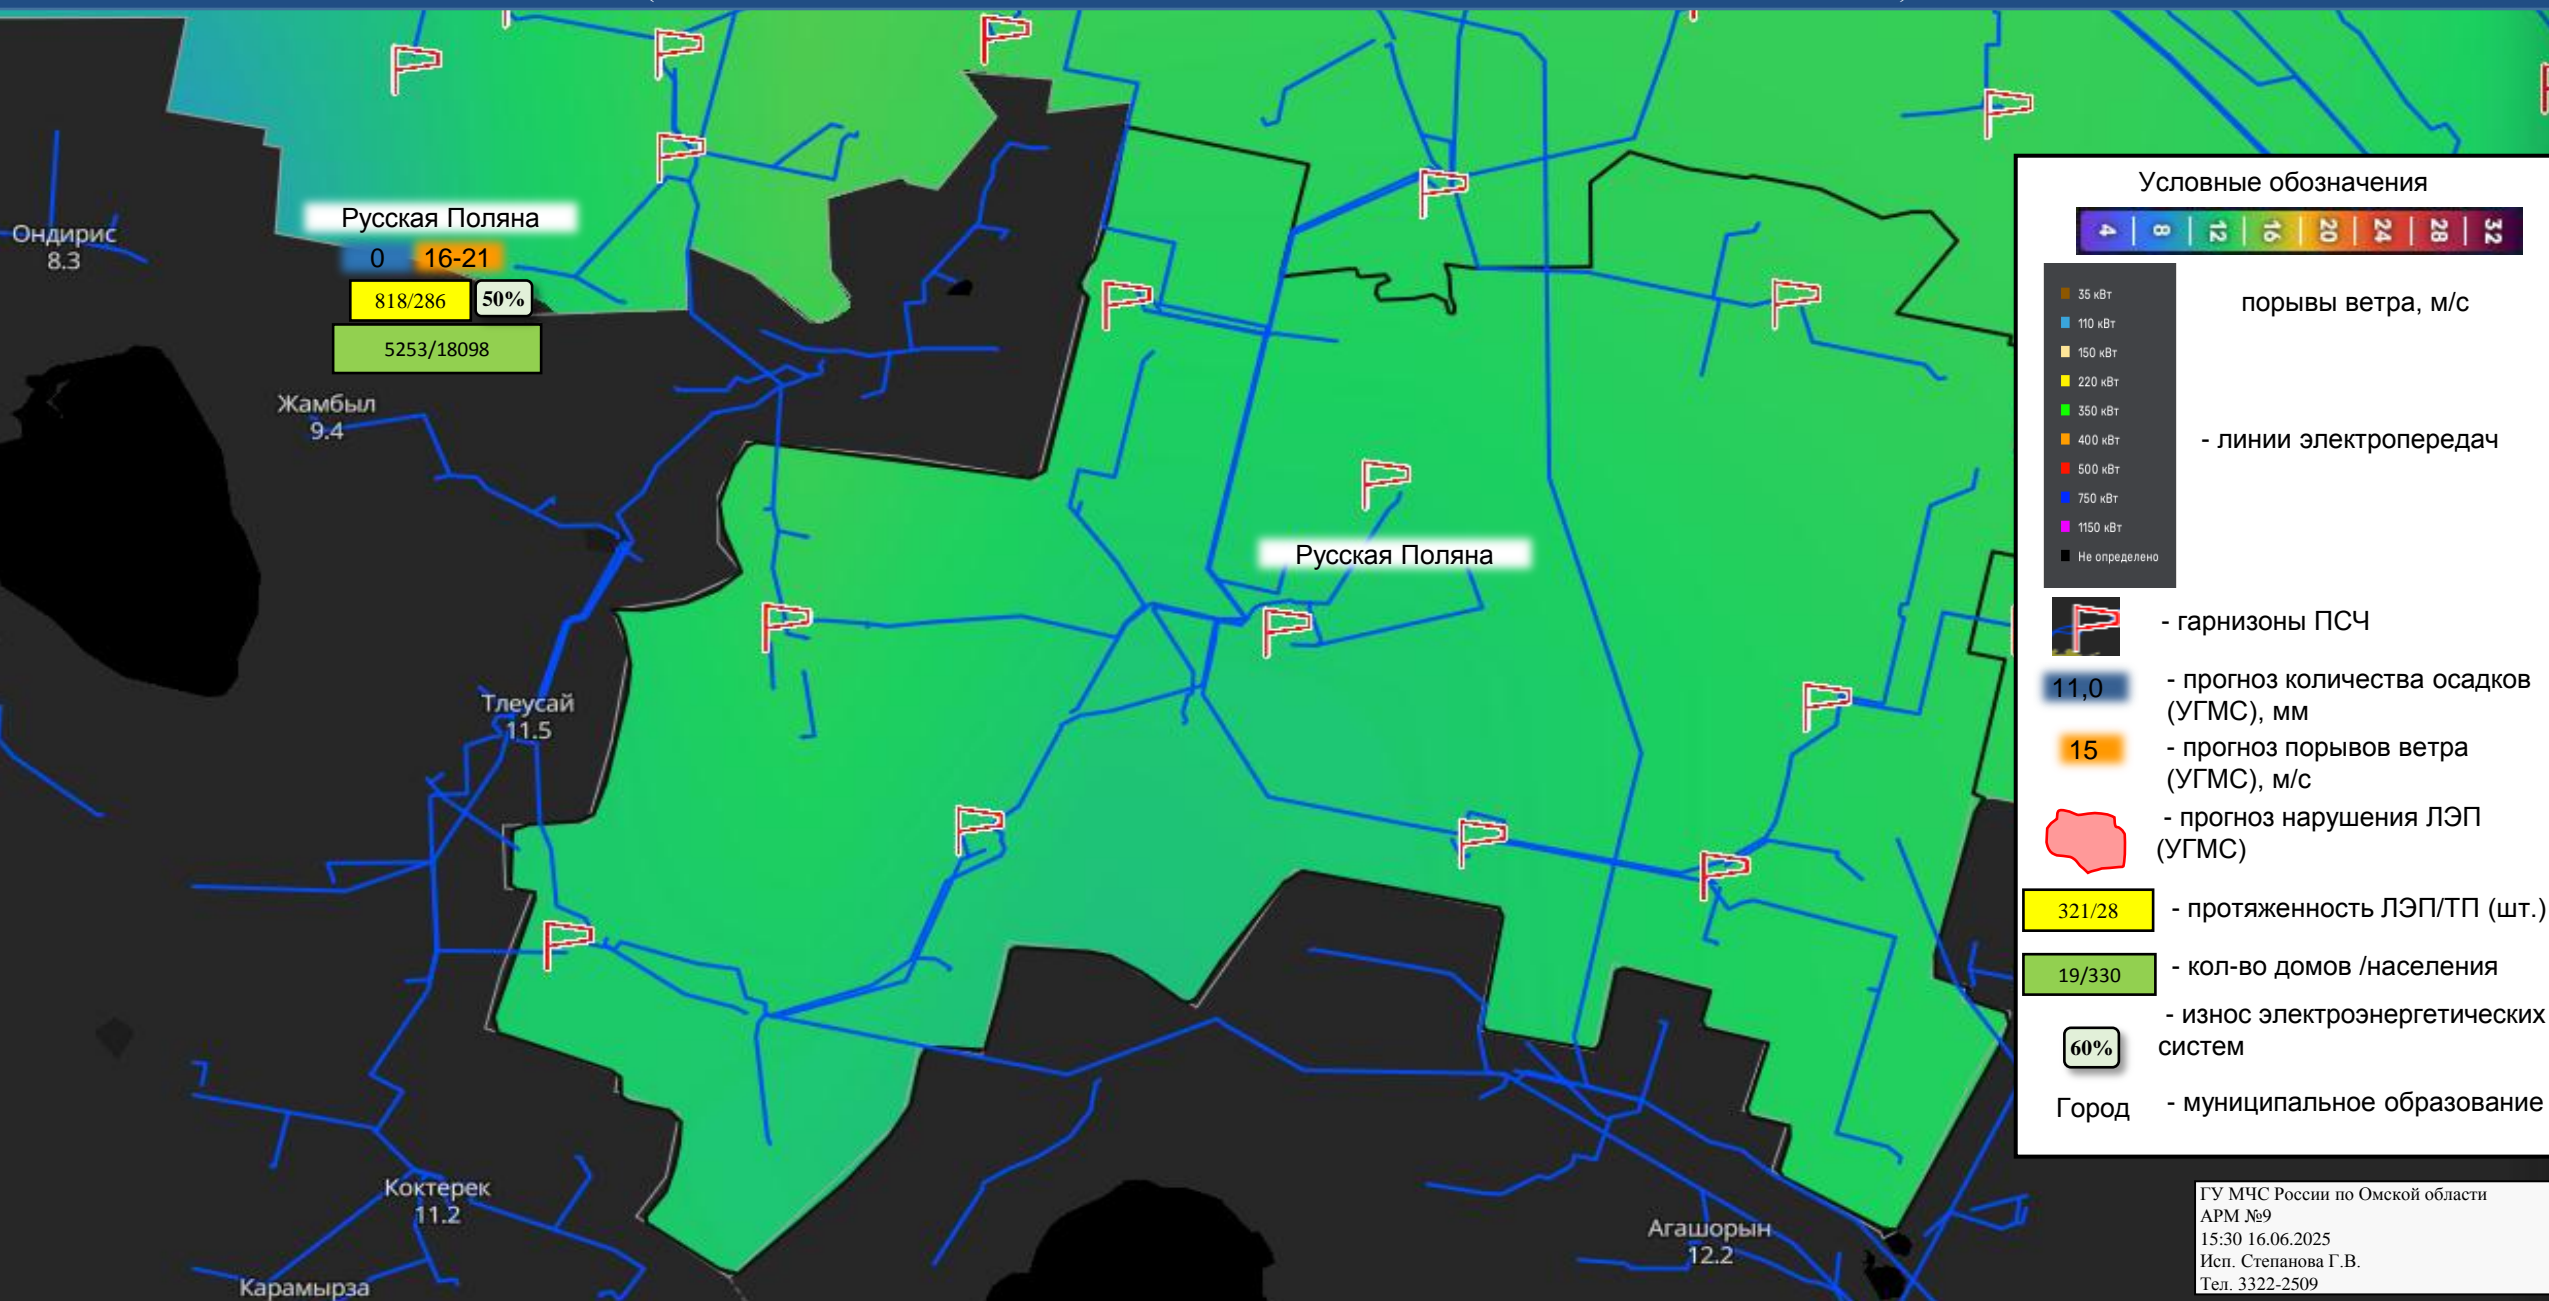 Русская Поляна
0 16-21
818/286 50%
5253/18098
Ондирис
8.3
Жамбыл
9.4
Русская Поляна
Тлеусай
11.5
Коктерек
11.2
Карамырза
Агашорын
12.2
Условные обозначения
4 8 12 16 20 24 28 32
порывы ветра, м/с
35 кВт
110 кВт
150 кВт
220 кВт
350 кВт
400 кВт
500 кВт
750 кВт
1150 кВт
Не определено
- линии электропередач
- гарнизоны ПСЧ
11,0 - прогноз количества осадков
(УГМС), мм
15 - прогноз порывов ветра
(УГМС), м/с
- прогноз нарушения ЛЭП
(УГМС)
321/28 - протяженность ЛЭП/ТП (шт.)
19/330 - кол-во домов /населения
- износ электроэнергетических
60% систем
Город - муниципальное образование
ГУ МЧС России по Омской области
АРМ №9
15:30 16.06.2025
Исп. Степанова Г.В.
Тел. 3322-2509